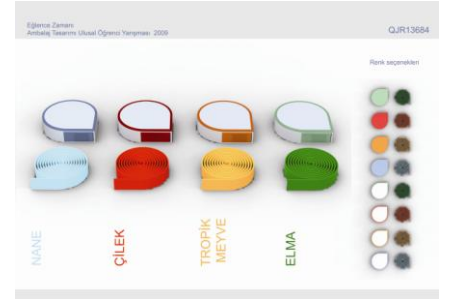 Eğlence Zamanı
Ambalaj Tasarımı Ulusal Öğrenci Yarışması 2009
QJR13684
Renk seçenekleri
NANE
ÇİLEK
TROPİK
MEYVE
ELMA